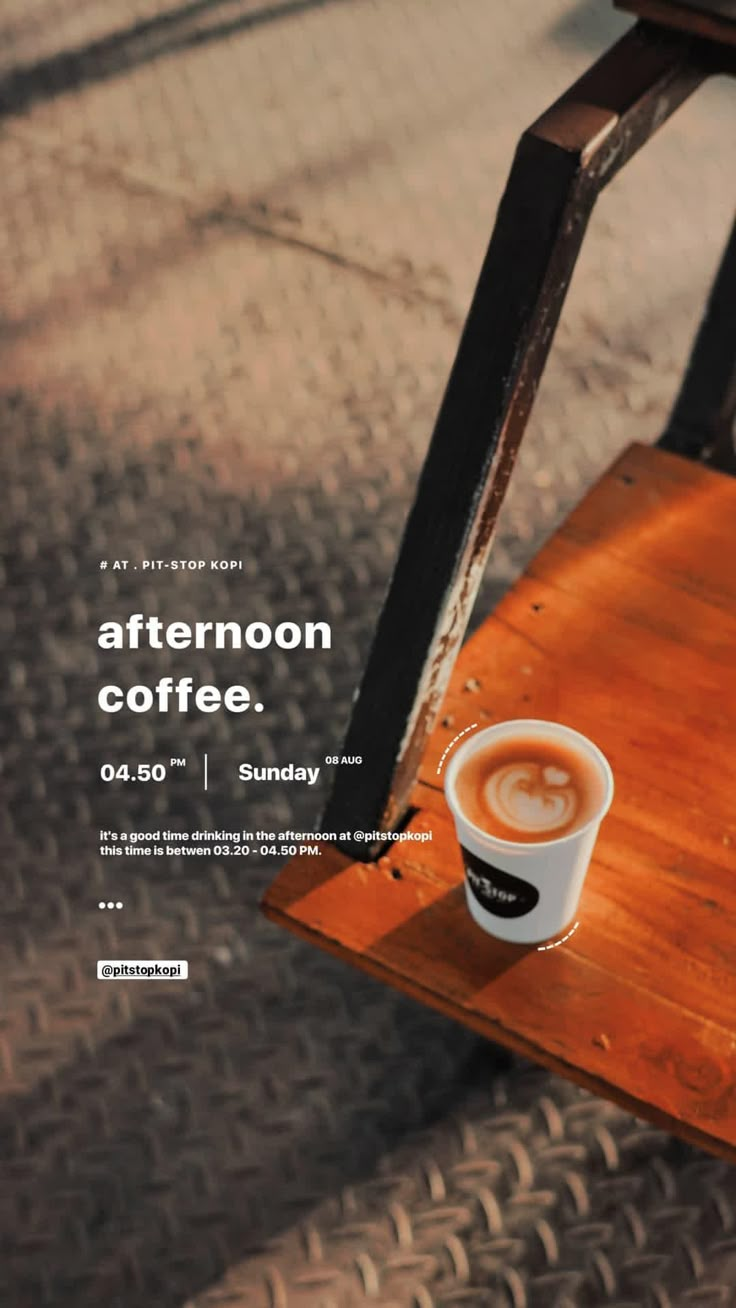 # AT . PIT-STOP KOPI
afternoon
coffee.
04.50 PM | Sunday 08 AUG
it's a good time drinking in the afternoon at @pitstopkopi
this time is betwen 03.20 - 04.50 PM.
•••
@pitstopkopi
STOP